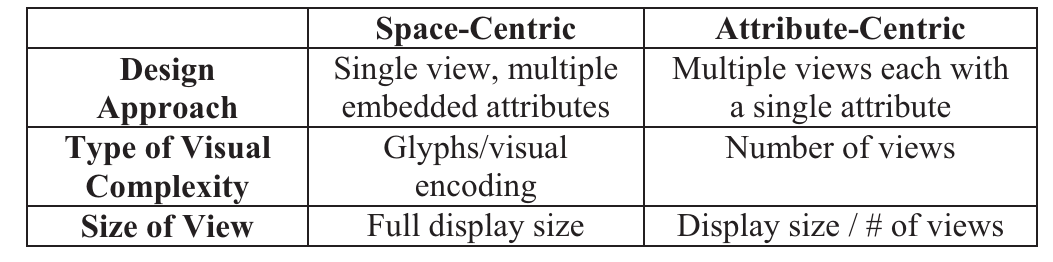 Space-Centric Attribute-Centric
Design Approach Single view, multiple embedded attributes Multiple views each with a single attribute
Type of Visual Complexity Glyphs/visual encoding Number of views
Size of View Full display size Display size / # of views